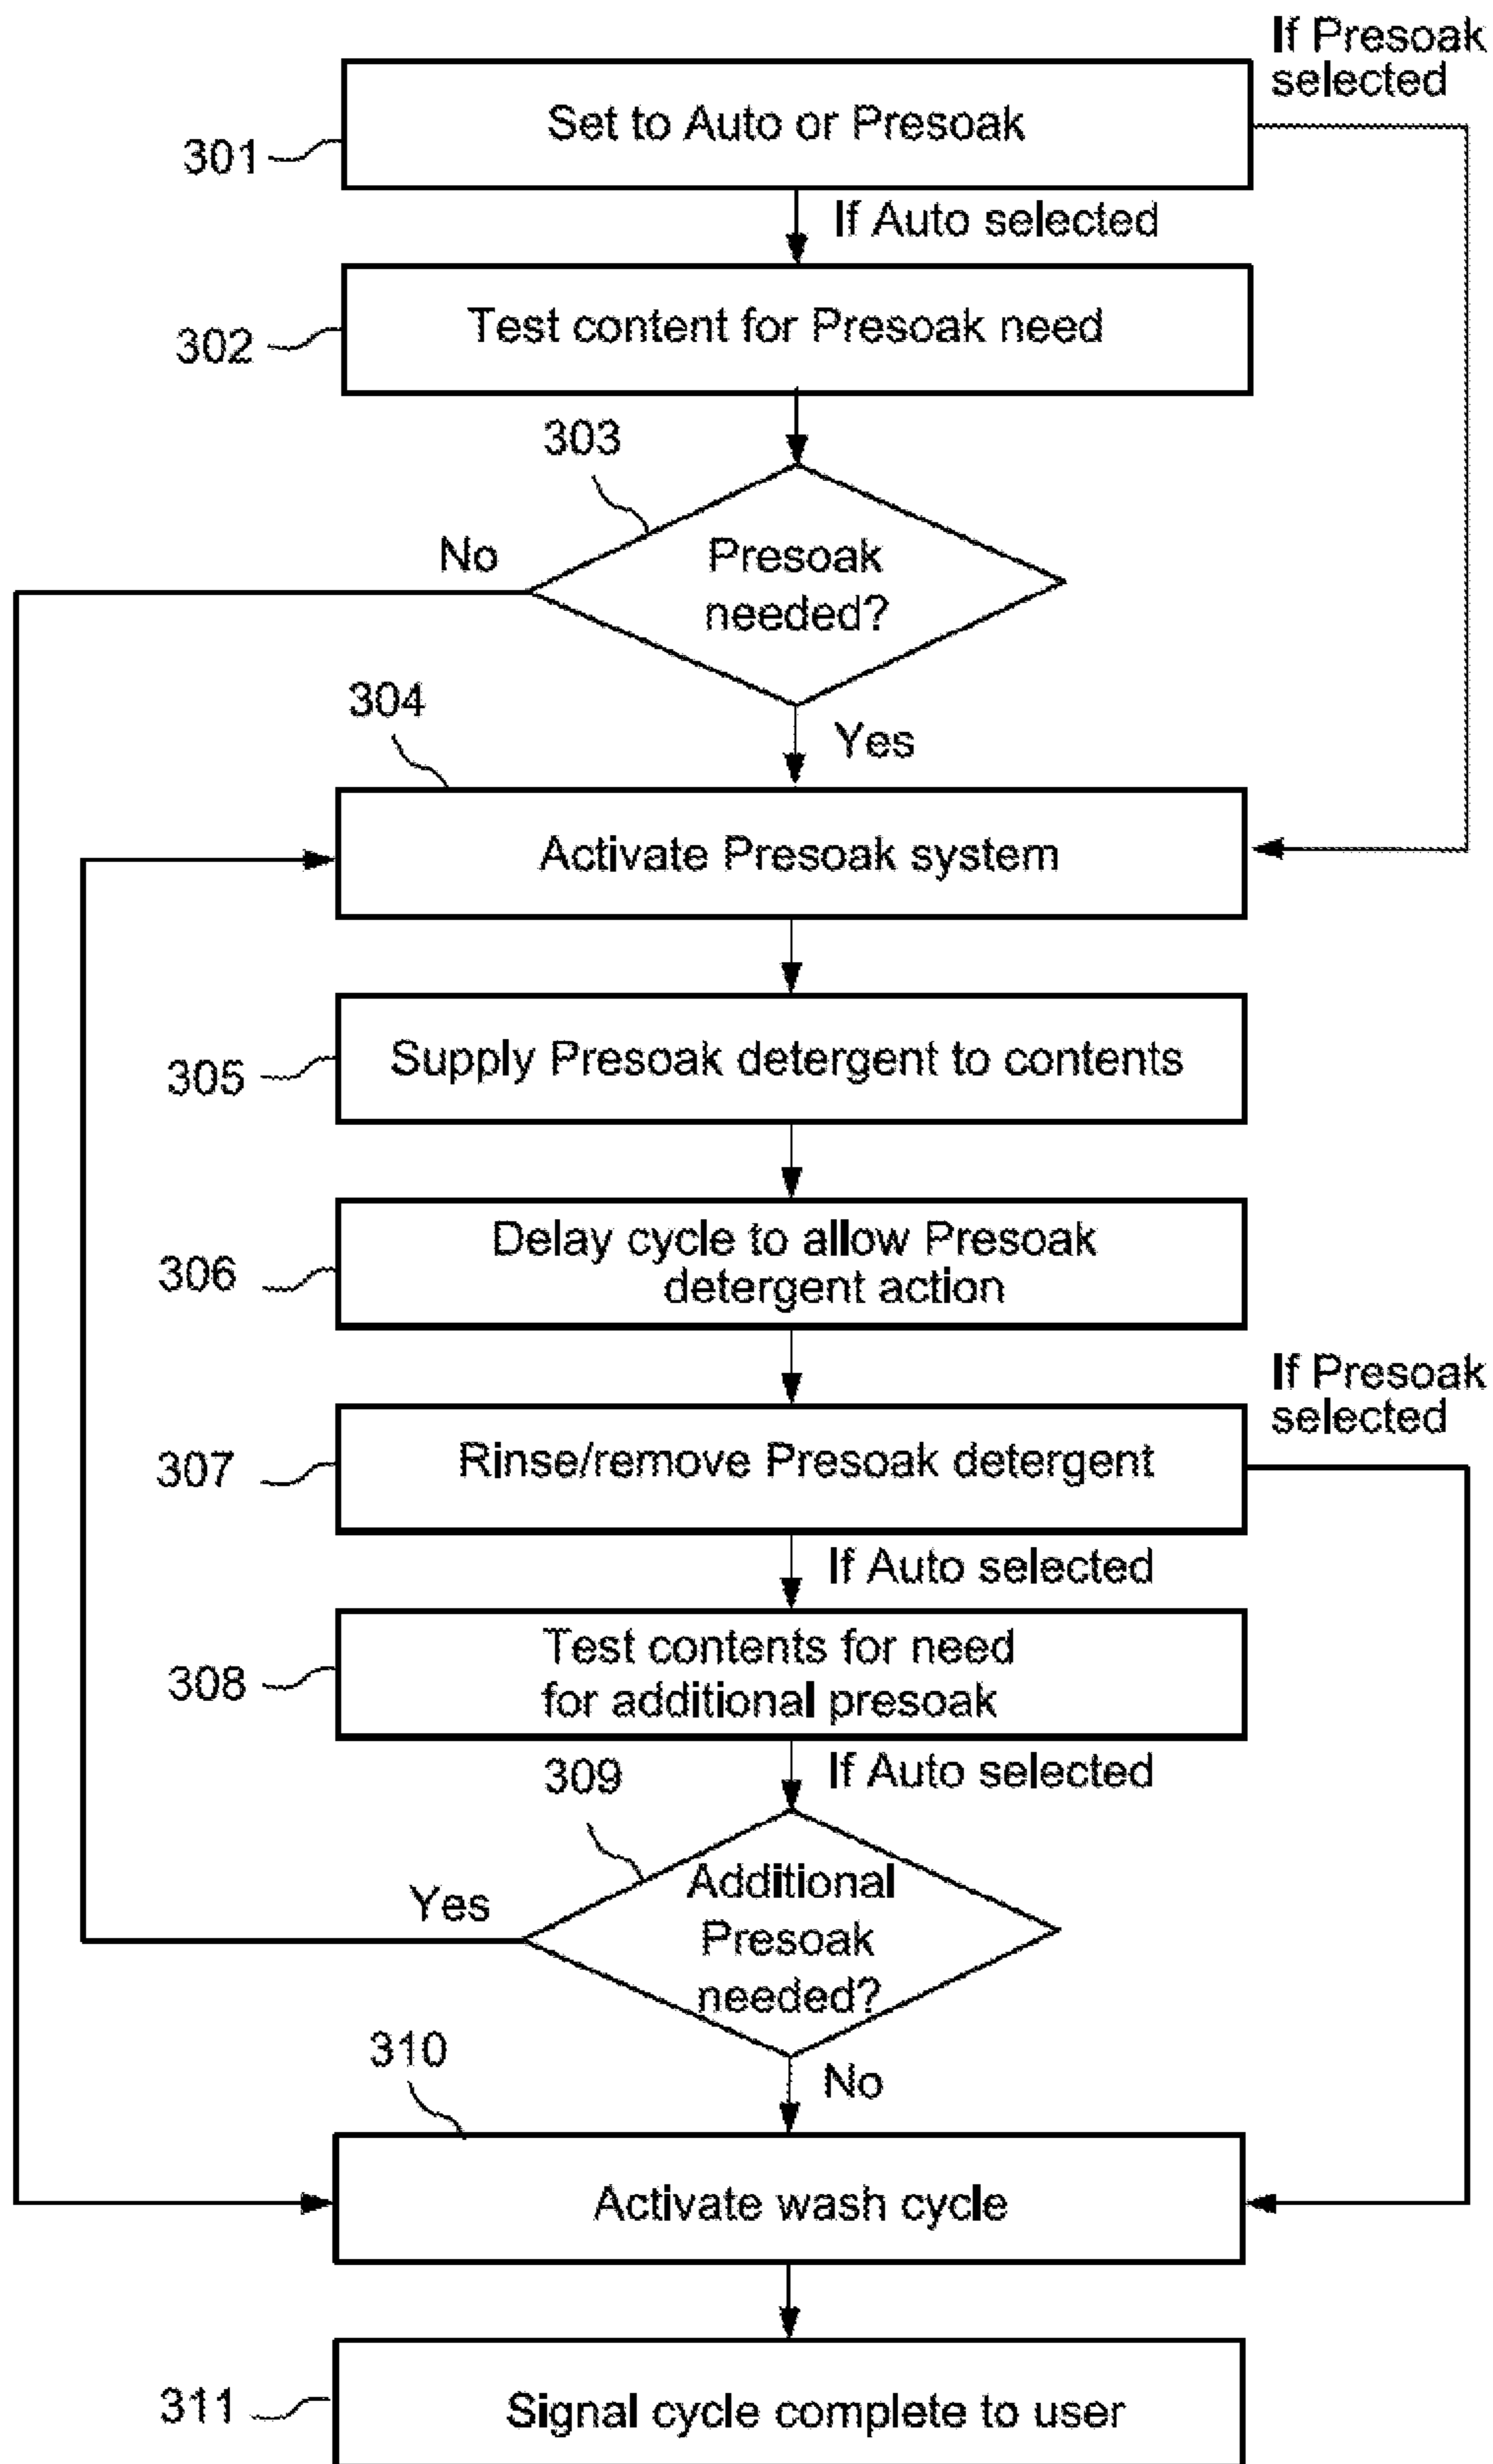 If Presoak
selected
Set to Auto or Presoak
301
If Auto selected
Test content for Presoak need
302
303
No
Presoak
needed?
304
Yes
Activate Presoak system
Supply Presoak detergent to contents
305
Delay cycle to allow Presoak
detergent action
306
If Presoak
selected
Rinse/remove Presoak detergent
307
If Auto selected
Test contents for need
for additional presoak
308
309
If Auto selected
Yes
Additional
Presoak
needed?
310
No
Activate wash cycle
311
Signal cycle complete to user